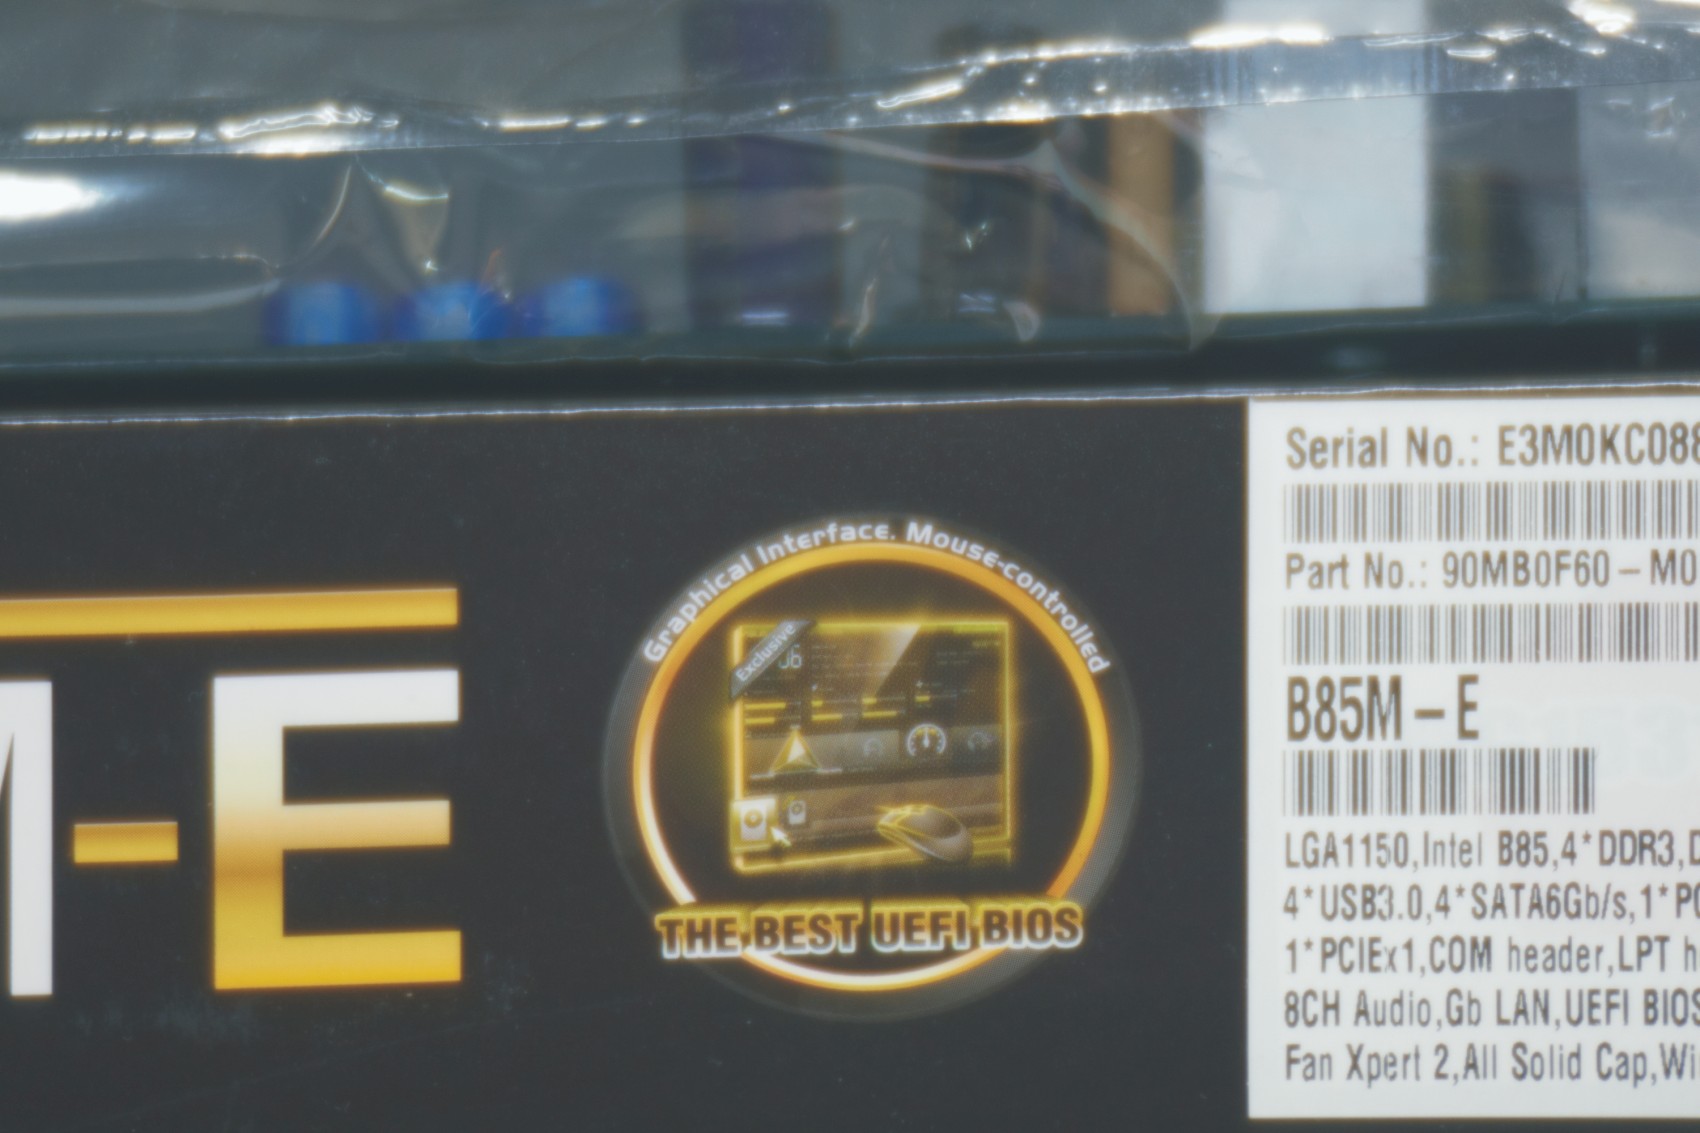 M-E
Graphical Interface. Mouse-controlled
Exclusive
THE BEST UEFI BIOS
Serial No.: E3M0KC088
Part No.: 90MB0F60-M0
B85M-E
LGA1150,Intel B85,4*DDR3,D
4*USB3.0,4*SATA6Gb/s,1*PC
1*PCIEx1,COM header,LPT h
8CH Audio,Gb LAN,UEFI BIOS
Fan Xpert 2,All Solid Cap,Wi